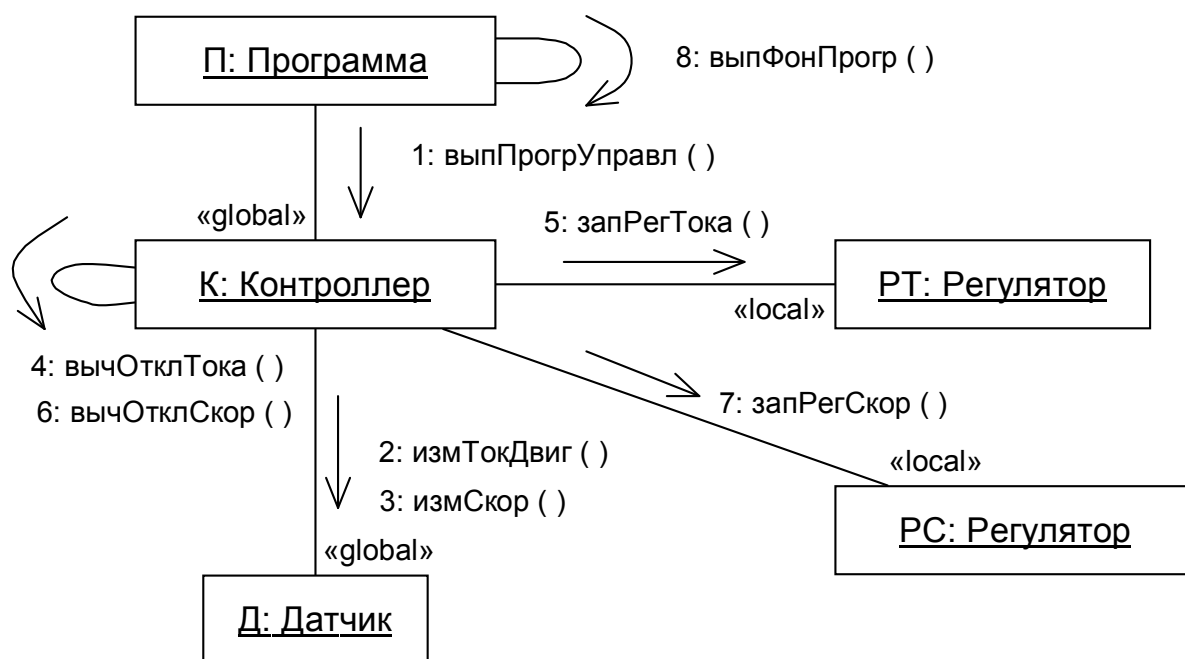 П: Программа
8: выпФонПрогр ( )
1: выпПрогрУправл ( )
«global»
5: запРегТока ( )
К: Контроллер
РТ: Регулятор
«local»
4: вычОтклТока ( )
6: вычОтклСкор ( )
7: запРегСкор ( )
2: измТокДвиг ( )
3: измСкор ( )
«local»
РС: Регулятор
«global»
Д: Датчик